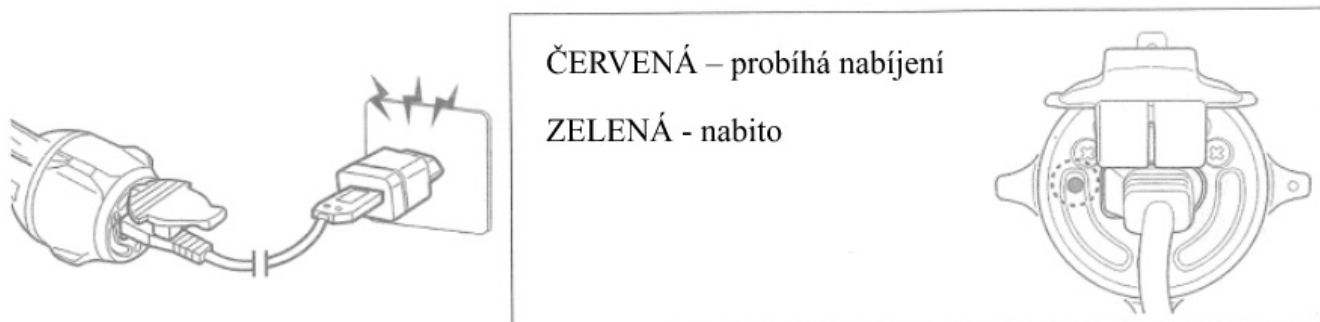 ČERVENÁ – probíhá nabíjení
ZELENÁ - nabito